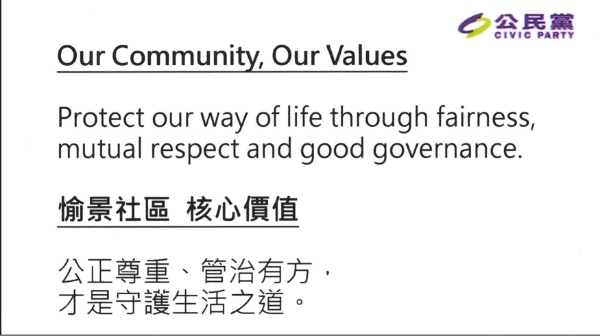 公民黨
CIVIC PARTY
Our Community, Our Values
Protect our way of life through fairness,
mutual respect and good governance.
愉景社區 核心價值
公正尊重、管治有方，
才是守護生活之道。